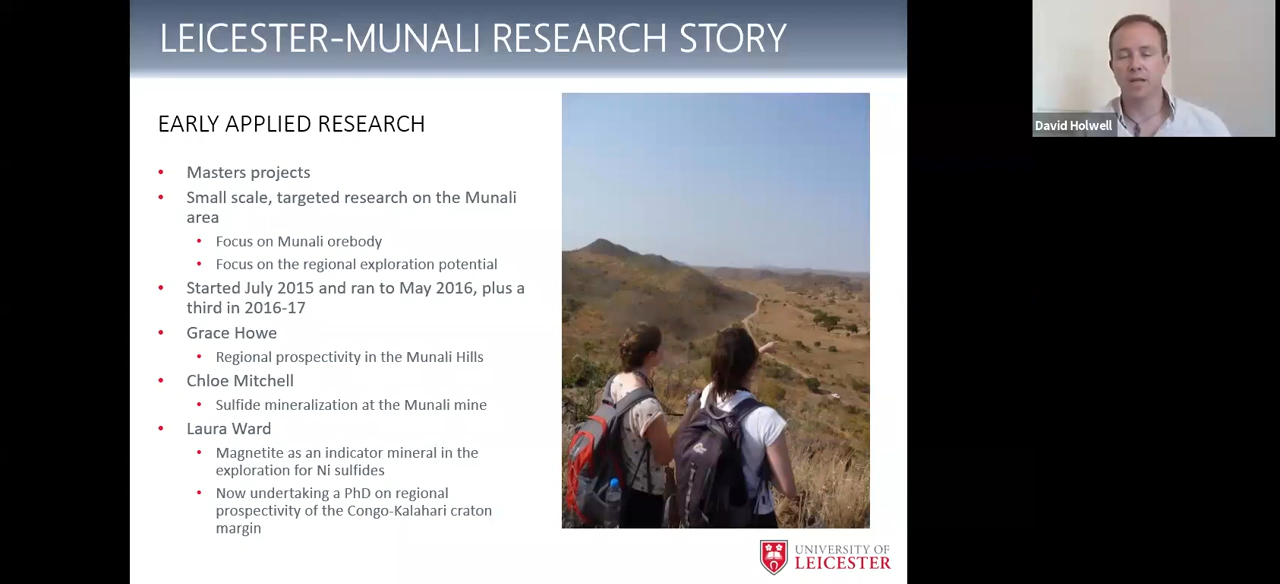 LEICESTER-MUNALI RESEARCH STORY
David Holwell
EARLY APPLIED RESEARCH
• Masters projects
• Small scale, targeted research on the Munali
area
• Focus on Munali orebody
• Focus on the regional exploration potential
• Started July 2015 and ran to May 2016, plus a
third in 2016-17
• Grace Howe
• Regional prospectivity in the Munali Hills
• Chloe Mitchell
• Sulfide mineralization at the Munali mine
• Laura Ward
• Magnetite as an indicator mineral in the
exploration for Ni sulfides
• Now undertaking a PhD on regional
prospectivity of the Congo-Kalahari craton
margin
UNIVERSITY OF
LEICESTER